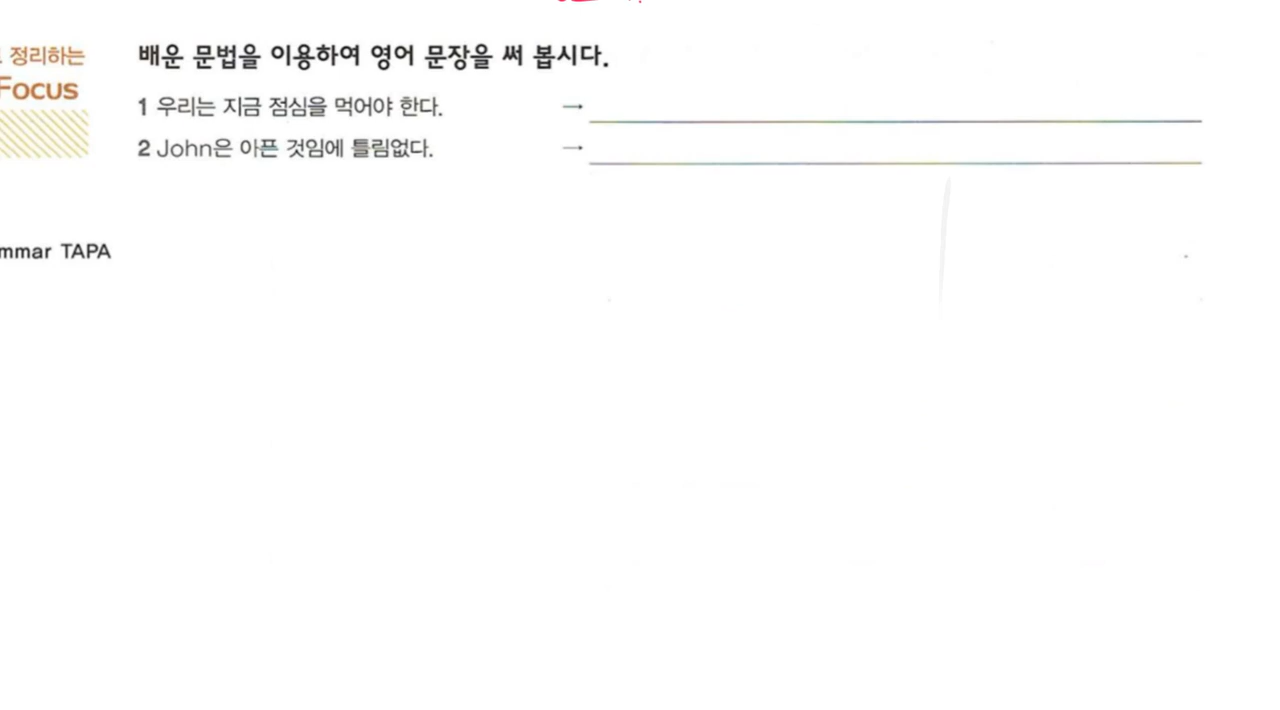 정리하는
Focus
배운 문법을 이용하여 영어 문장을 써 봅시다.
1 우리는 지금 점심을 먹어야 한다. →
2 John은 아픈 것임에 틀림없다. →
mmar TAPA